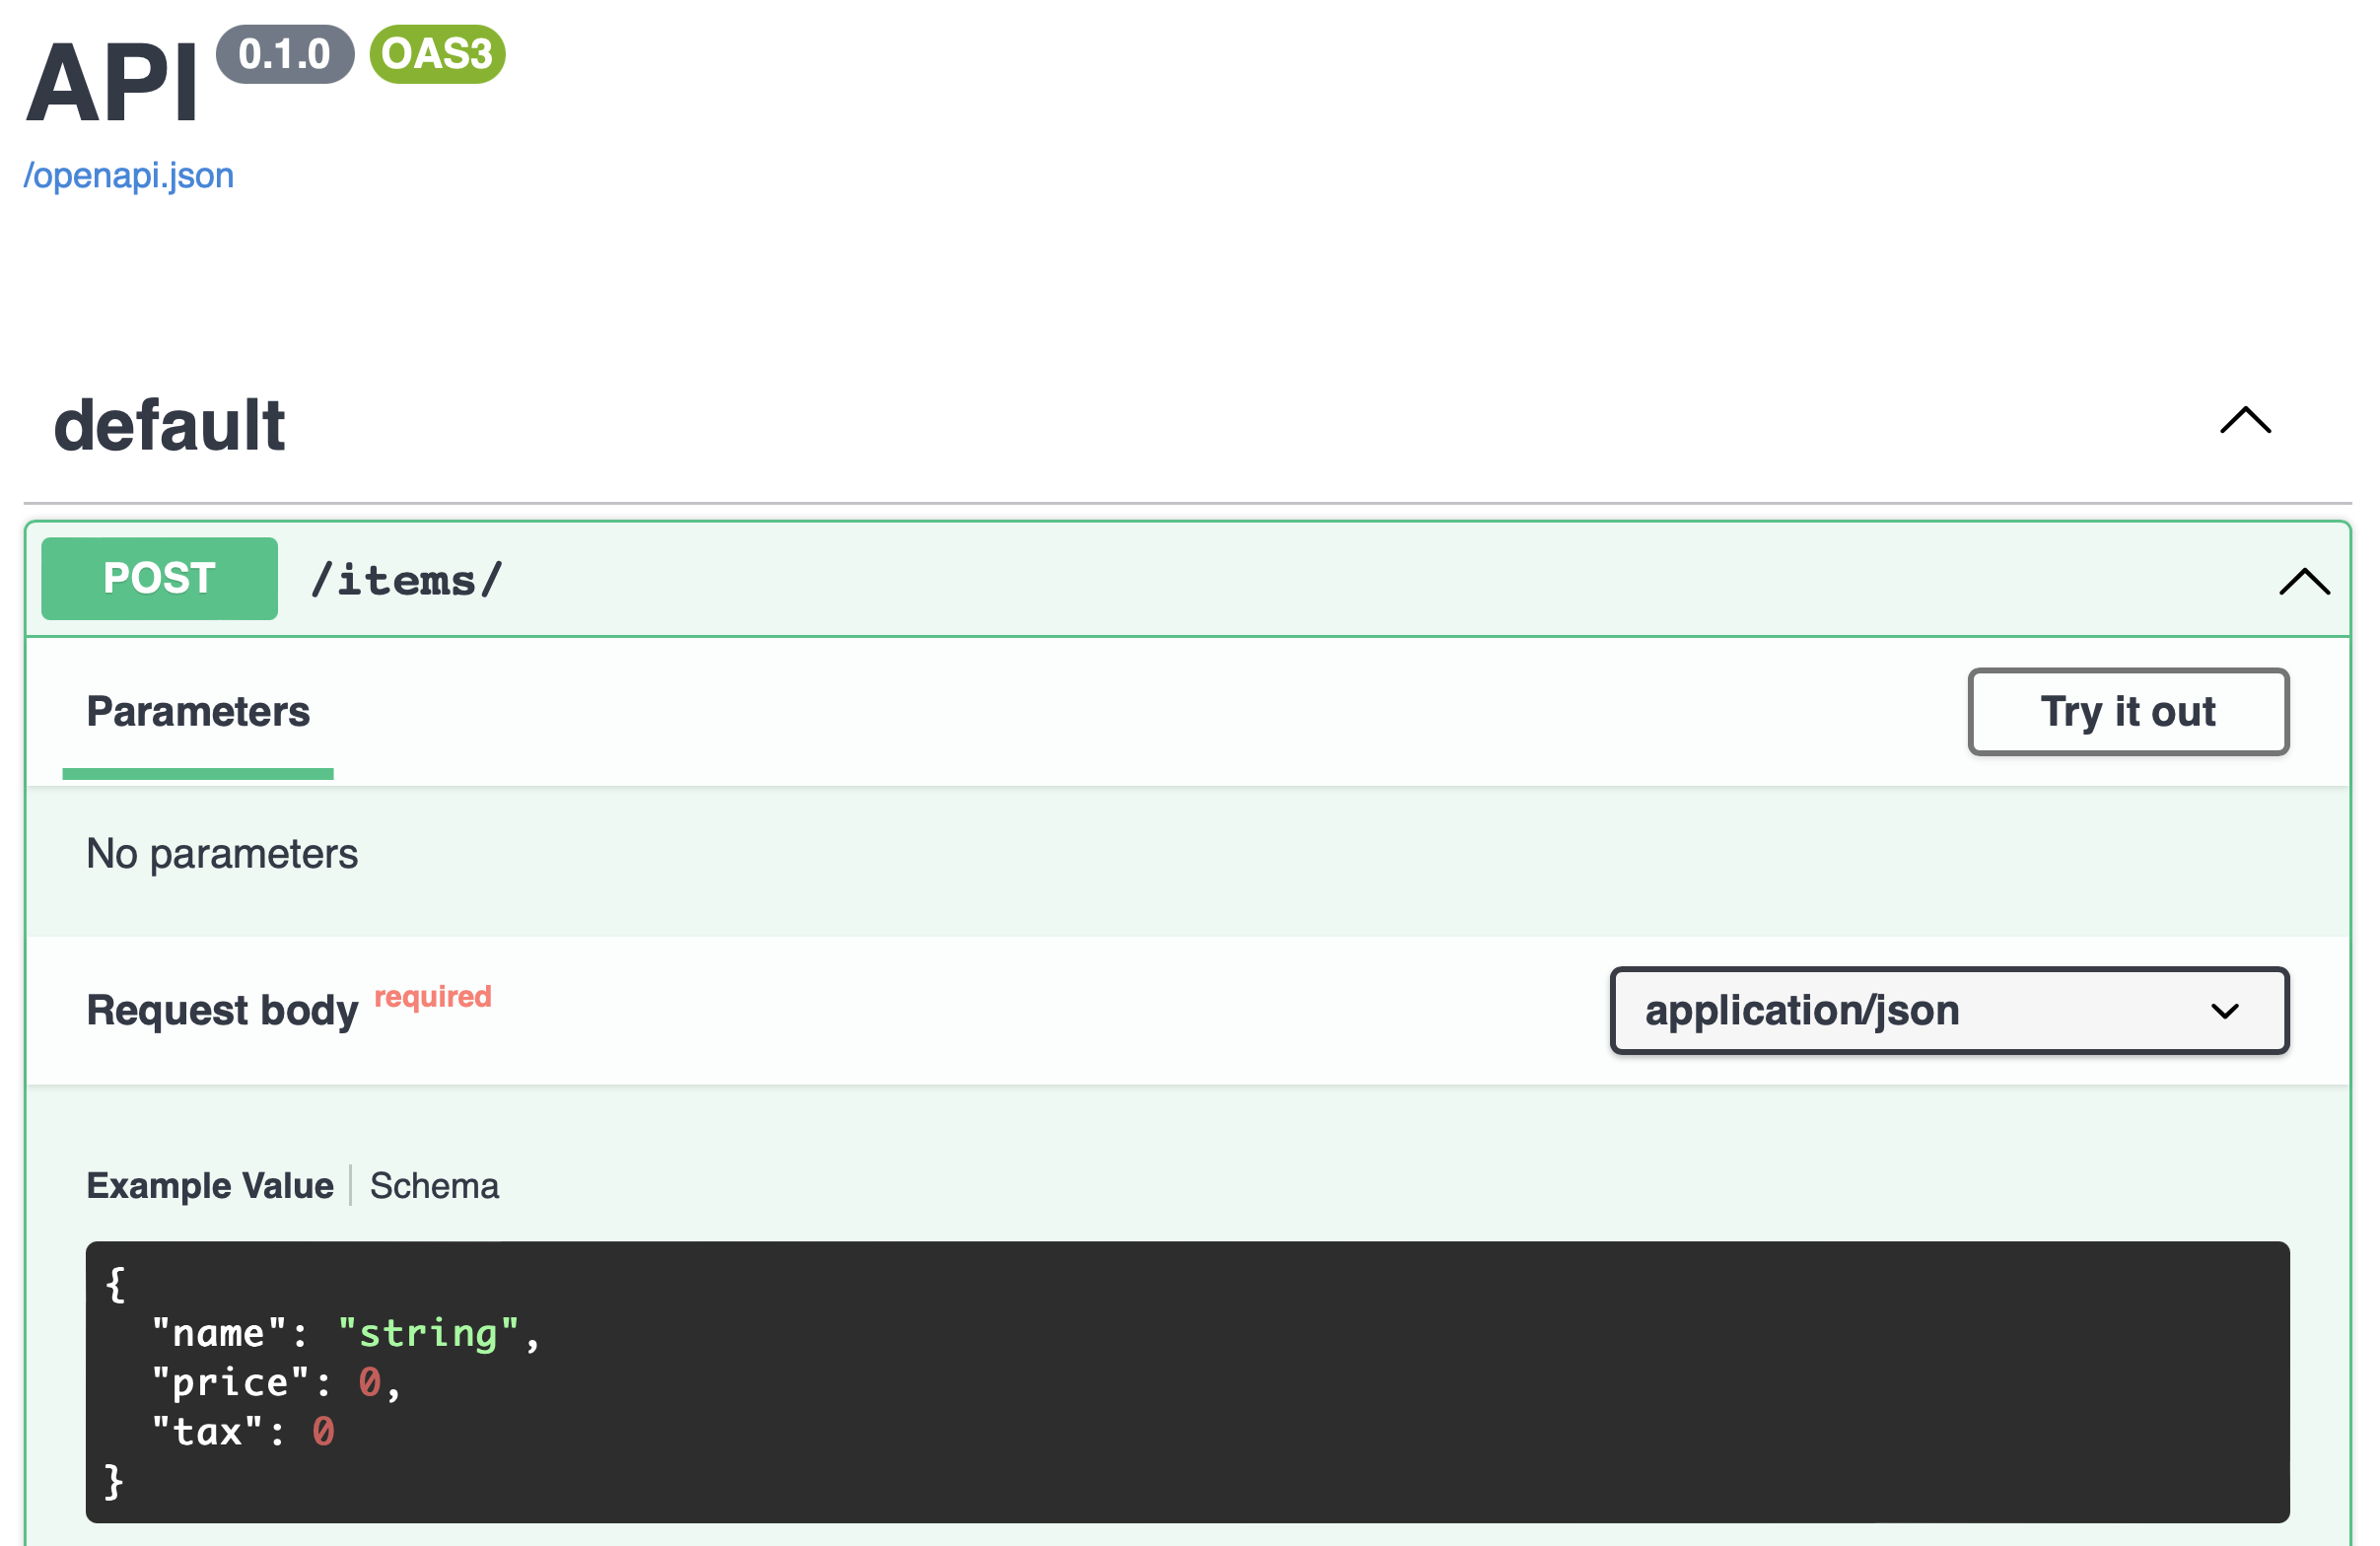 API 0.1.0 OAS3
/openapi.json
default
POST /items/
Parameters
Try it out
No parameters
Request body required
application/json
Example Value | Schema
{
  "name": "string",
  "price": 0,
  "tax": 0
}